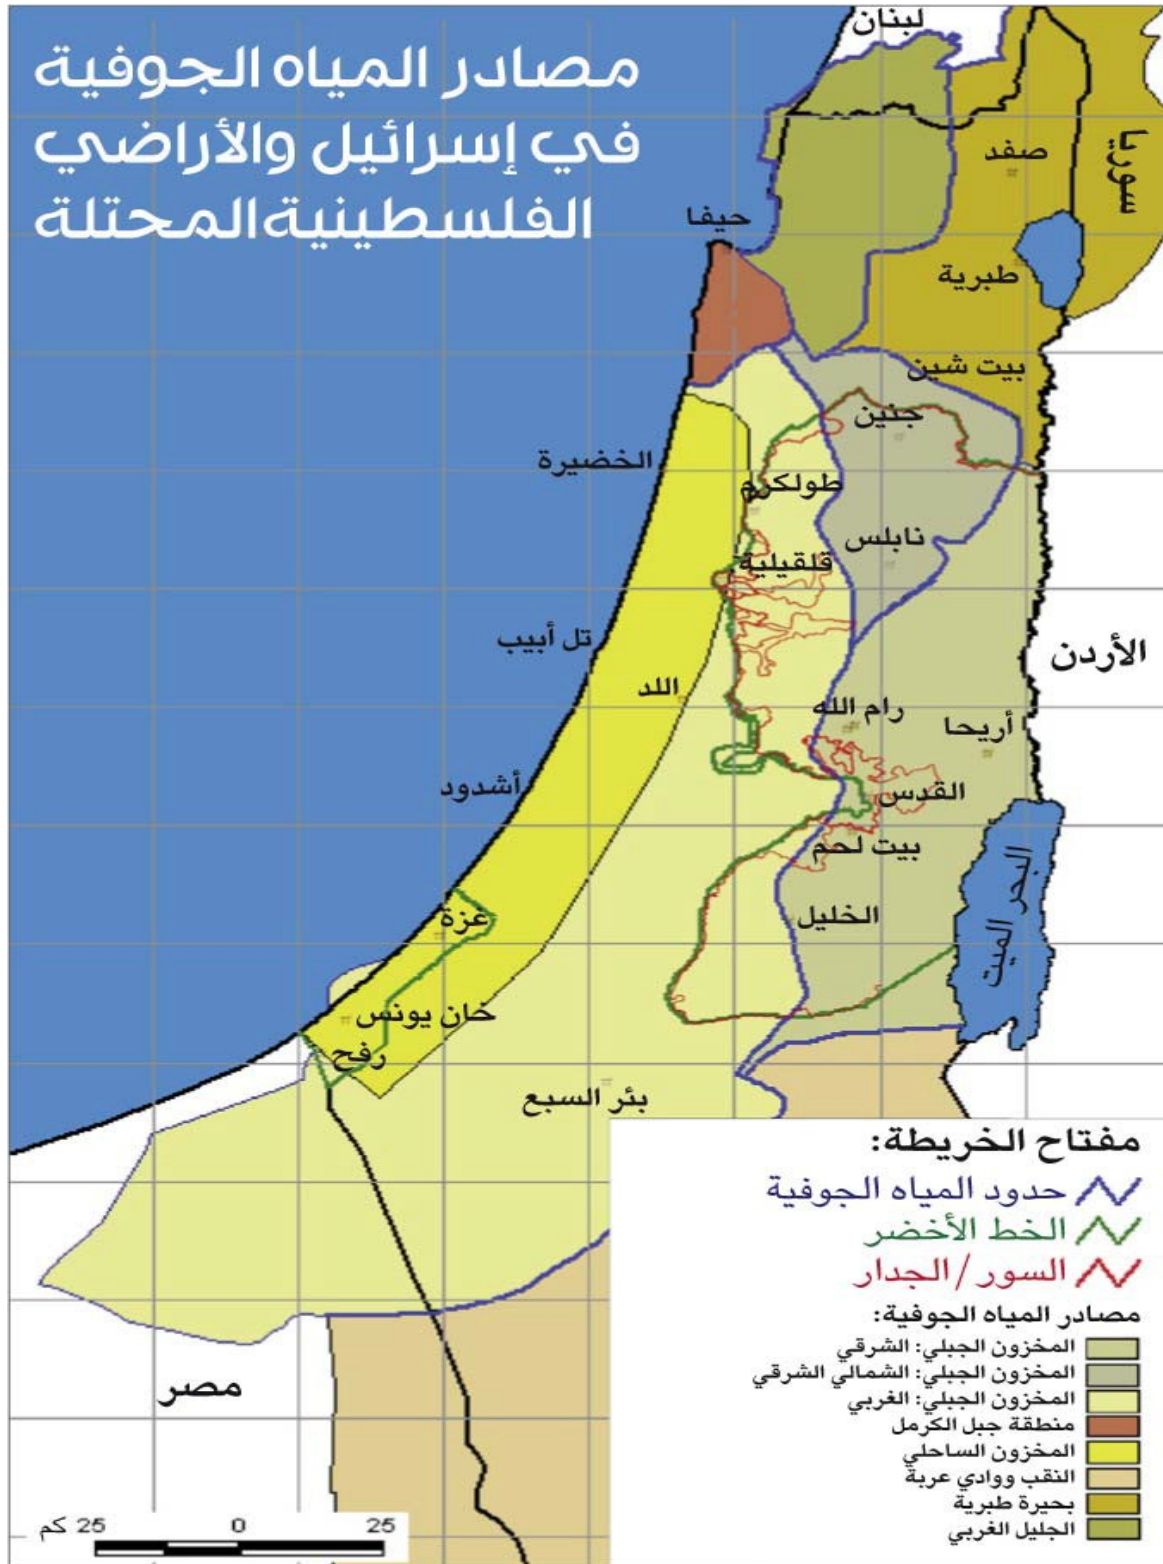 مصادر المياه الجوفية
في إسرائيل والأراضي
الفلسطينية المحتلة
لبنان
سوريا
صفد
حيفا
طبرية
بيت شين
جنين
الخضيرة
طولكرم
نابلس
قلقيلية
تل أبيب
الأردن
اللد
رام الله
أريحا
أشدود
القدس
بيت لحم
البحر الميت
الخليل
غزة
خان يونس
رفح
بئر السبع
مصر
مفتاح الخريطة:
حدود المياه الجوفية
الخط الأخضر
السور/الجدار
مصادر المياه الجوفية:
المخزون الجبلي: الشرقي
المخزون الجبلي: الشمالي الشرقي
المخزون الجبلي: الغربي
منطقة جبل الكرمل
المخزون الساحلي
النقب ووادي عربة
بحيرة طبرية
الجليل الغربي
25 0 25 كم